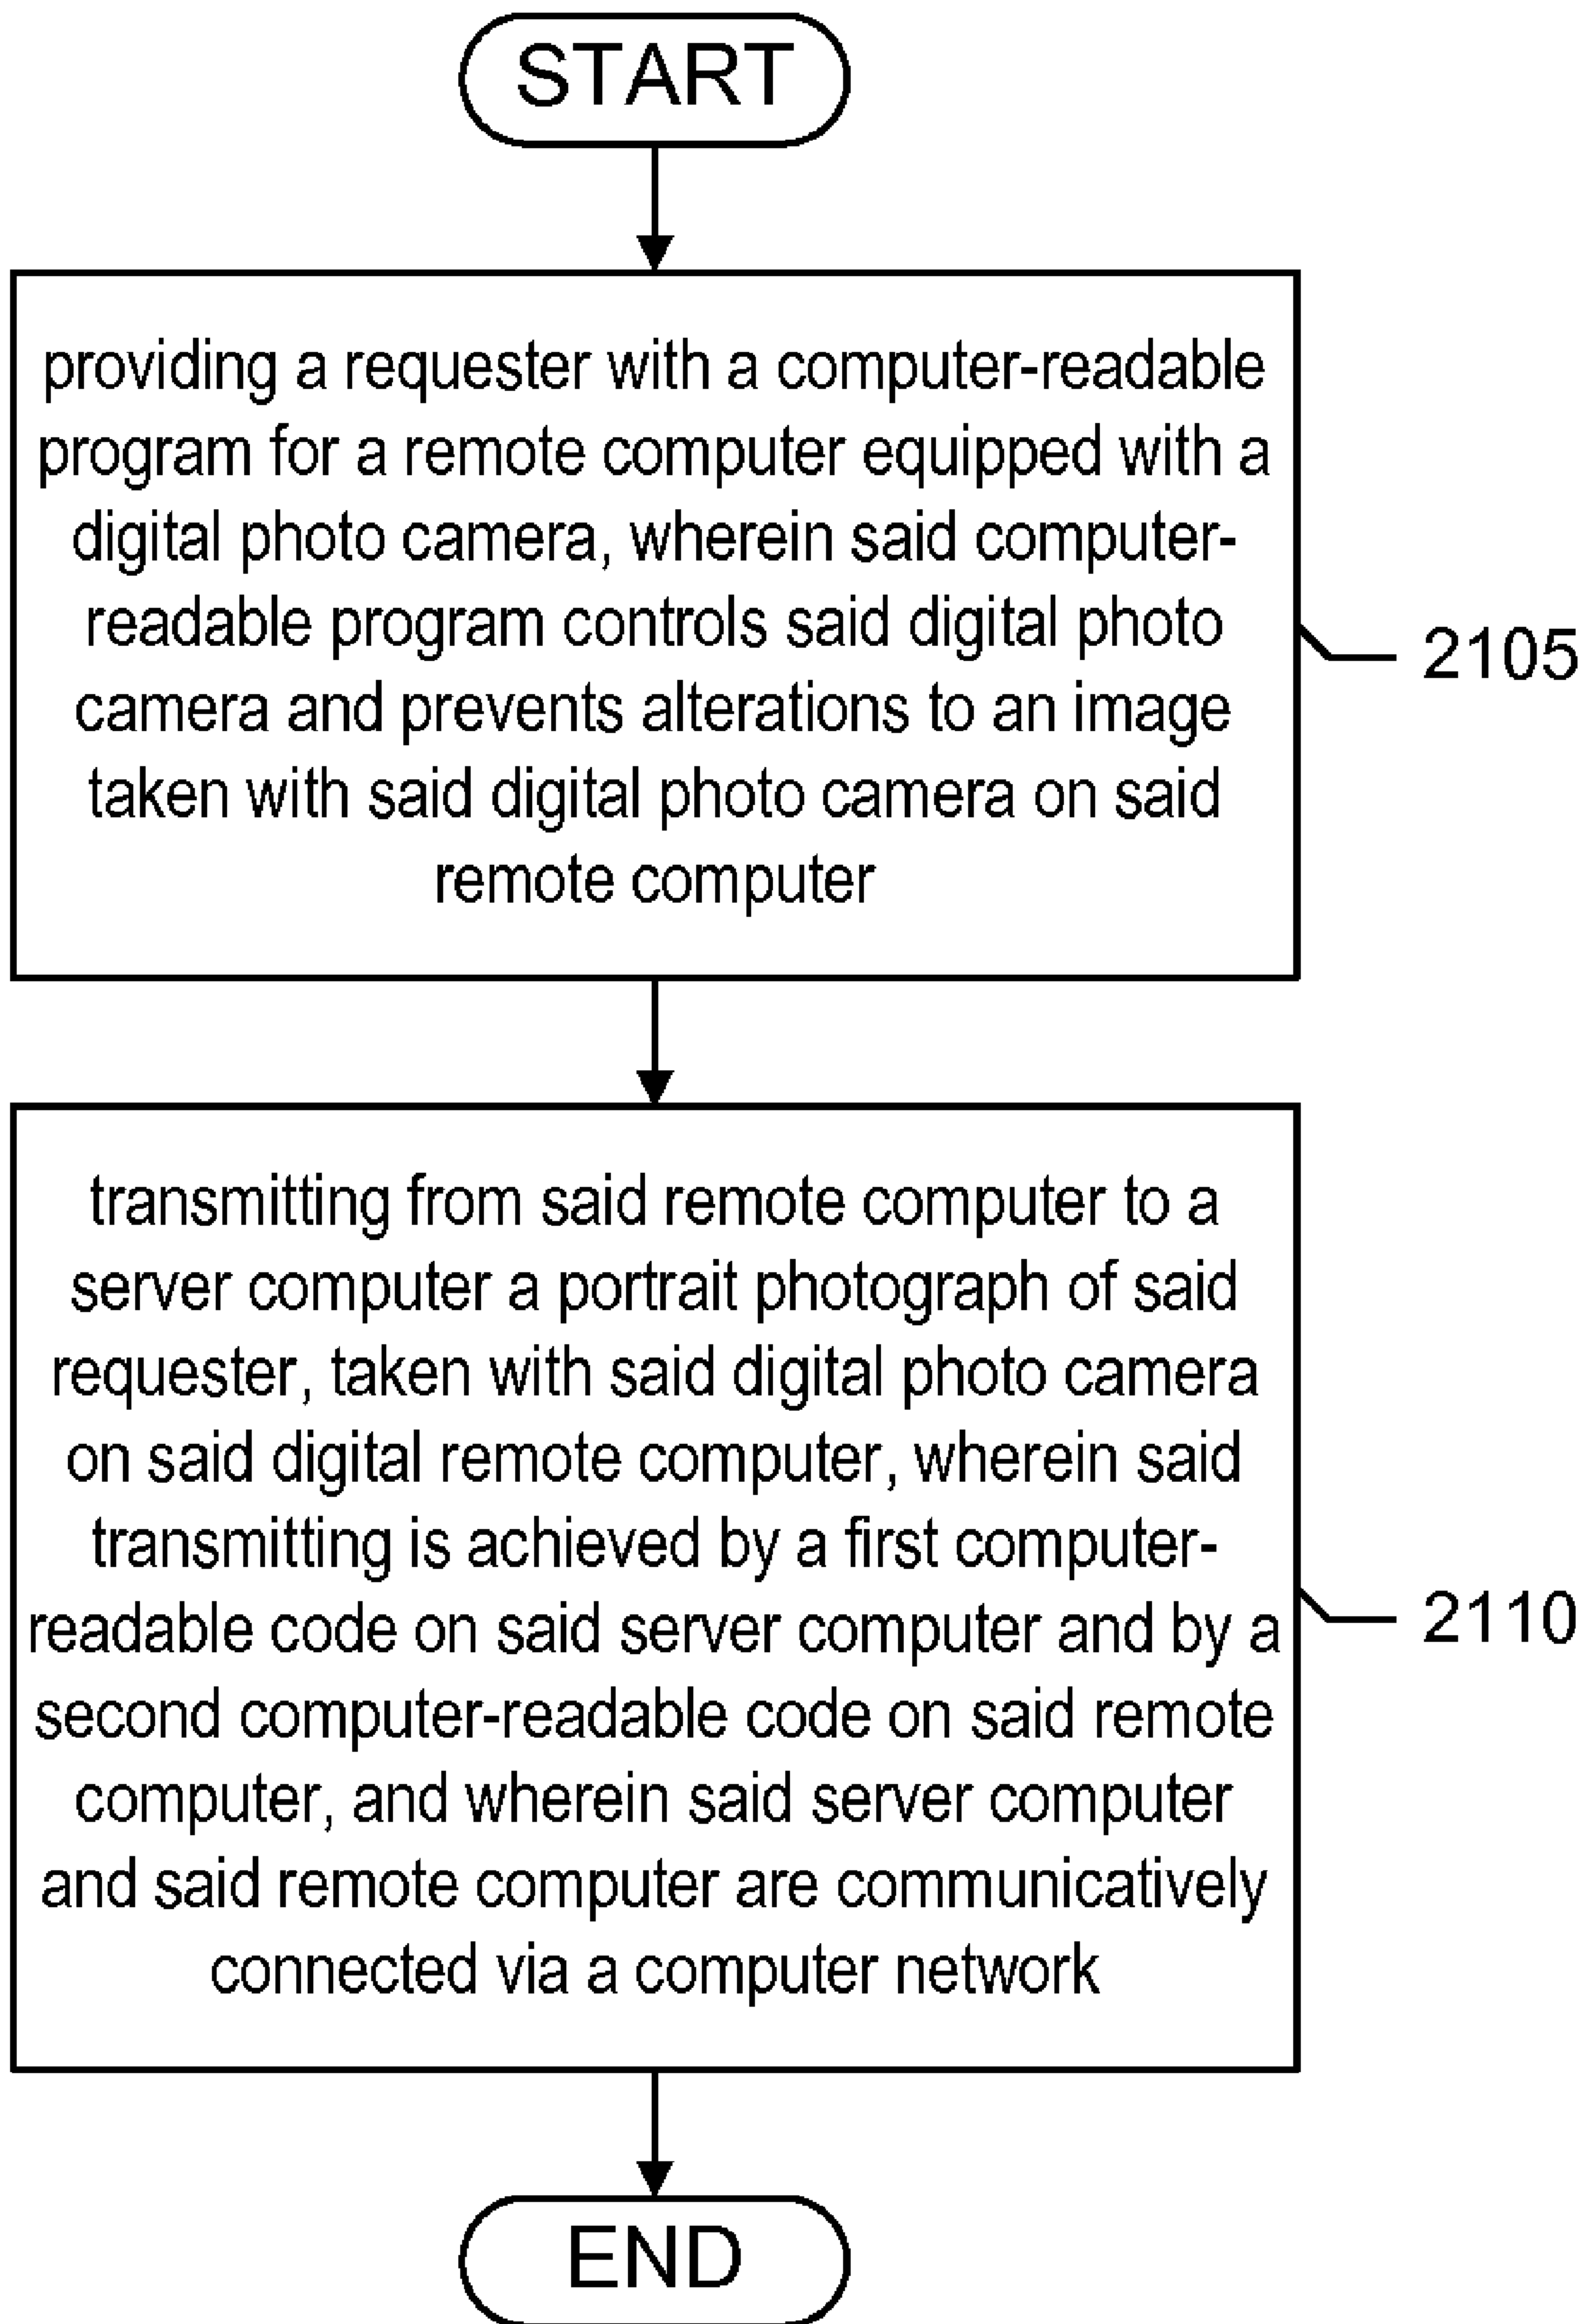 START
providing a requester with a computer-readable
program for a remote computer equipped with a
digital photo camera, wherein said computer-
readable program controls said digital photo
camera and prevents alterations to an image
taken with said digital photo camera on said
remote computer
2105
transmitting from said remote computer to a
server computer a portrait photograph of said
requester, taken with said digital photo camera
on said digital remote computer, wherein said
transmitting is achieved by a first computer-
readable code on said server computer and by a
second computer-readable code on said remote
computer, and wherein said server computer
and said remote computer are communicatively
connected via a computer network
2110
END